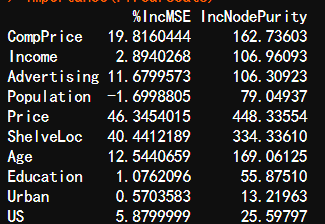 %IncMSE IncNodePurity
CompPrice 19.8160444 162.73603
Income 2.8940268 106.96093
Advertising 11.6799573 106.30923
Population -1.6998805 79.04937
Price 46.3454015 448.33554
ShelveLoc 40.4412189 334.33610
Age 12.5440659 169.06125
Education 1.0762096 55.87510
Urban 0.5703583 13.21963
US 5.8799999 25.59797